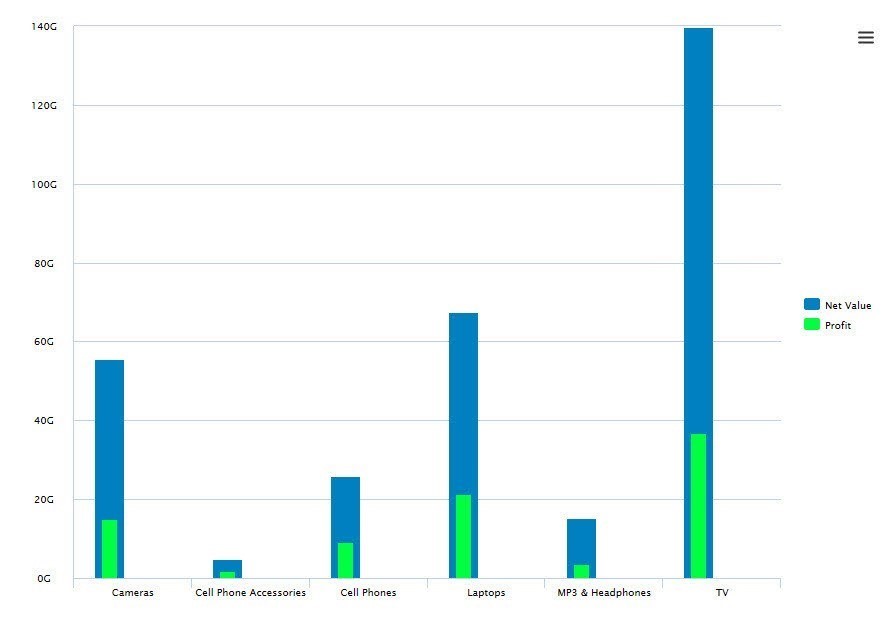 140G
120G
100G
80G
60G
40G
20G
0G
Cameras
Cell Phone Accessories
Cell Phones
Laptops
MP3 & Headphones
TV
Net Value
Profit